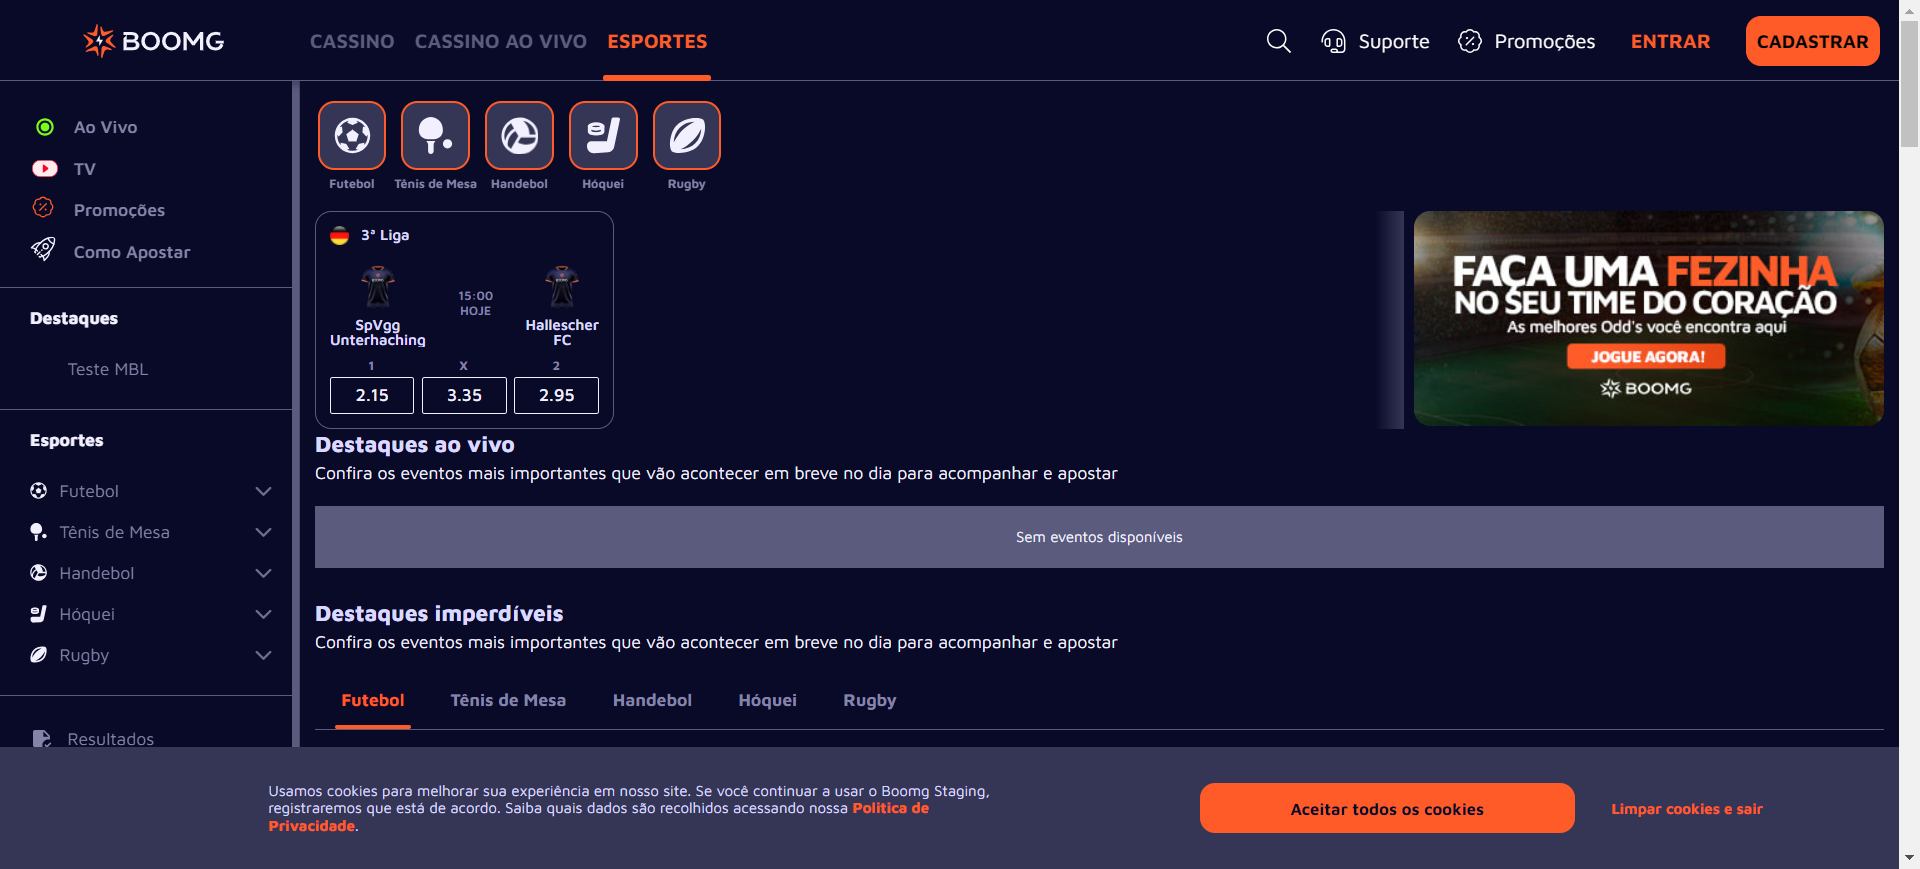 BOOMG
CASSINO
CASSINO AO VIVO
ESPORTES
Suporte
Promoções
ENTRAR
CADASTRAR
Ao Vivo
TV
Promoções
Como Apostar
Destaques
Teste MBL
Esportes
Futebol
Tênis de Mesa
Handebol
Hóquei
Rugby
Resultados
Futebol
Tênis de Mesa
Handebol
Hóquei
Rugby
3ª Liga
15:00
HOJE
SpVgg
Unterhaching
Hallescher
FC
1
X
2
2.15
3.35
2.95
FAÇA UMA FEZINHA
NO SEU TIME DO CORAÇÃO
As melhores Odd's você encontra aqui
JOGUE AGORA!
BOOMG
Destaques ao vivo
Confira os eventos mais importantes que vão acontecer em breve no dia para acompanhar e apostar
Sem eventos disponíveis
Destaques imperdíveis
Confira os eventos mais importantes que vão acontecer em breve no dia para acompanhar e apostar
Futebol
Tênis de Mesa
Handebol
Hóquei
Rugby
Usamos cookies para melhorar sua experiência em nosso site. Se você continuar a usar o Boomg Staging,
registraremos que está de acordo. Saiba quais dados são recolhidos acessando nossa Politica de
Privacidade.
Aceitar todos os cookies
Limpar cookies e sair